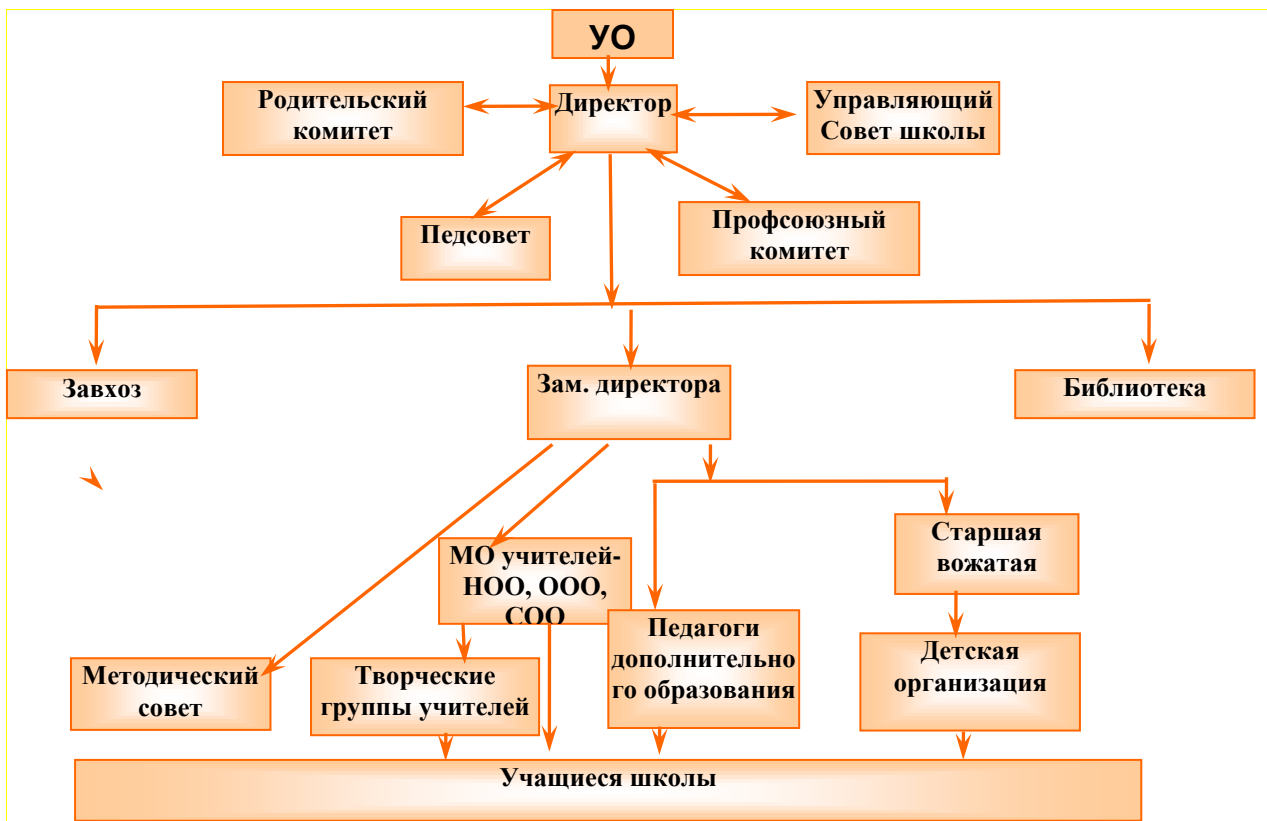 УО
Родительский
комитет
Директор
Управляющий
Совет школы
Педсовет
Профсоюзный
комитет
Завхоз
Зам. директора
Библиотека
Старшая
вожатая
МО учителей-
НОО, ООО,
СОО
Педагоги
дополнительно
го образования
Детская
организация
Методический
совет
Творческие
группы учителей
Учащиеся школы